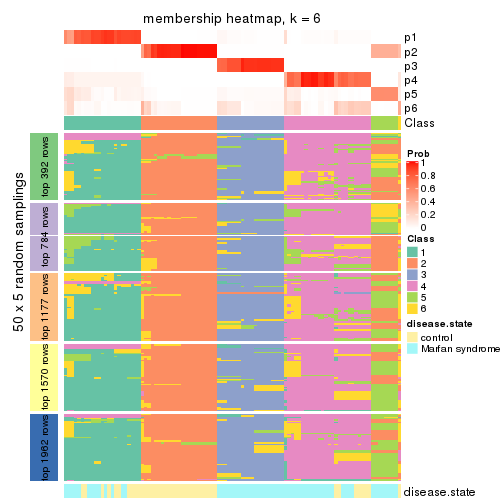 membership heatmap, k = 6
p1
p2
p3
p4
p5
p6
Class
50 x 5 random samplings
top 392 rows
top 784 rows
top 1177 rows
top 1570 rows
top 1962 rows
Prob
1
0.8
0.6
0.4
0.2
0
Class
1
2
3
4
5
6
disease.state
control
Marfan syndrome
disease.state